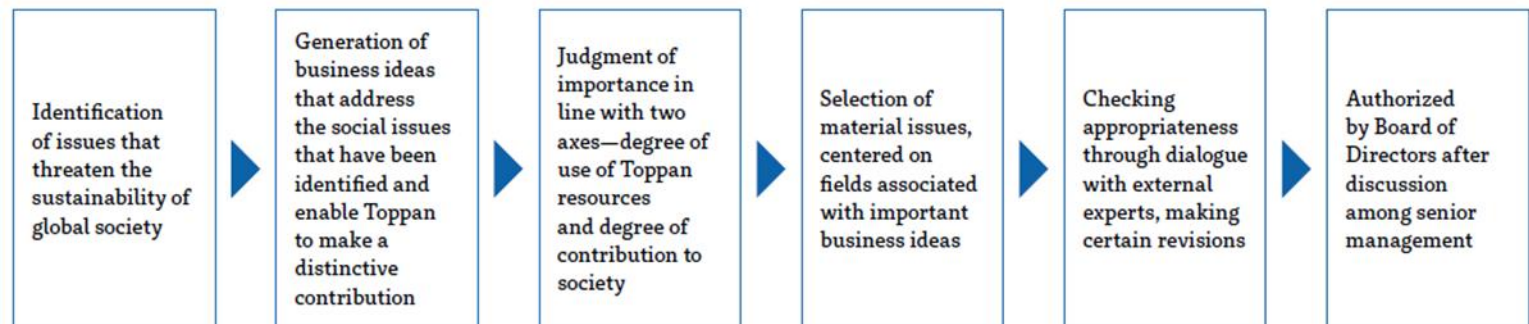 Identification
of issues that
threaten the
sustainability of
global society
Generation of
business ideas
that address
the social issues
that have been
identified and
enable Toppan
to make a
distinctive
contribution
Judgment of
importance in
line with two
axes—degree of
use of Toppan
resources
and degree of
contribution to
society
Selection of
material issues,
centered on
fields associated
with important
business ideas
Checking
appropriateness
through dialogue
with external
experts, making
certain revisions
Authorized
by Board of
Directors after
discussion
among senior
management